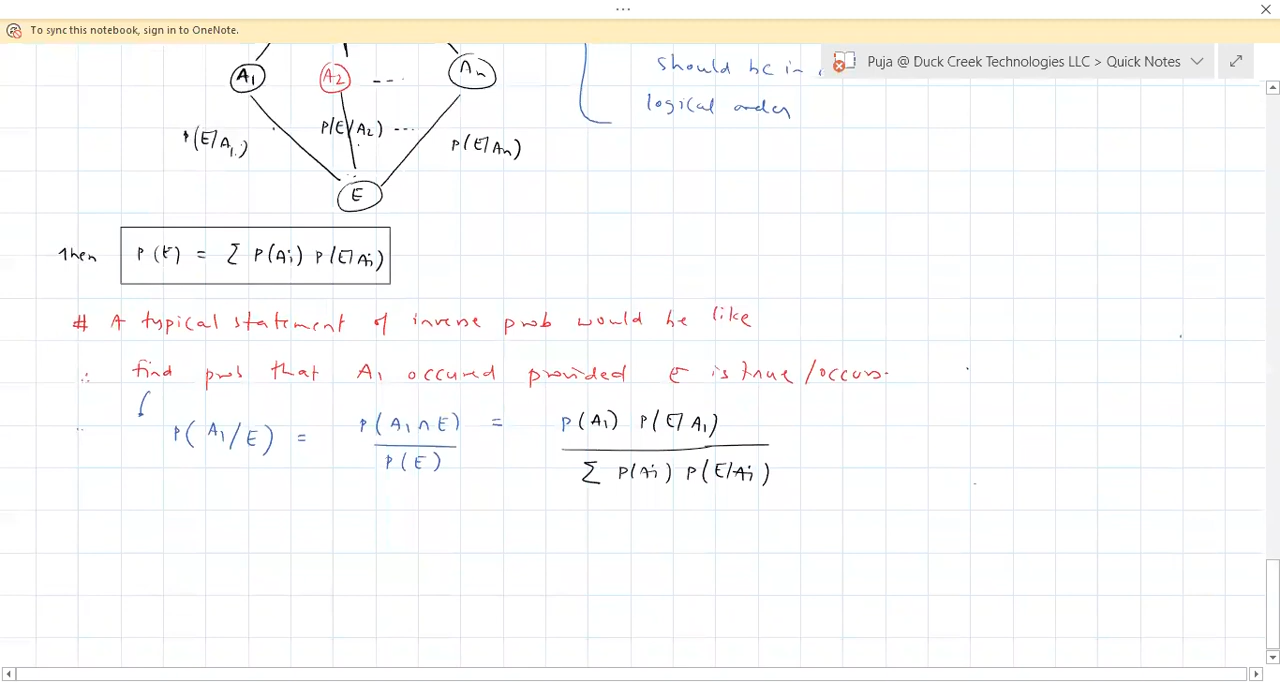 To sync this notebook, sign in to OneNote.
Puja @ Duck Creek Technologies LLC > Quick Notes
should be in
logical order
A1 A2 --- An
P(E/A1) P(E/A2) --- P(E/An)
E
Then P(E) = Σ P(Ai) P(E/Ai)
# A typical statement of inverse prob would be like
∴ find prob that A1 occured provided E is true/occurs.
P(A1/E) = P(A1∩E) / P(E) = P(A1) P(E/A1) / Σ P(Ai) P(E/Ai)